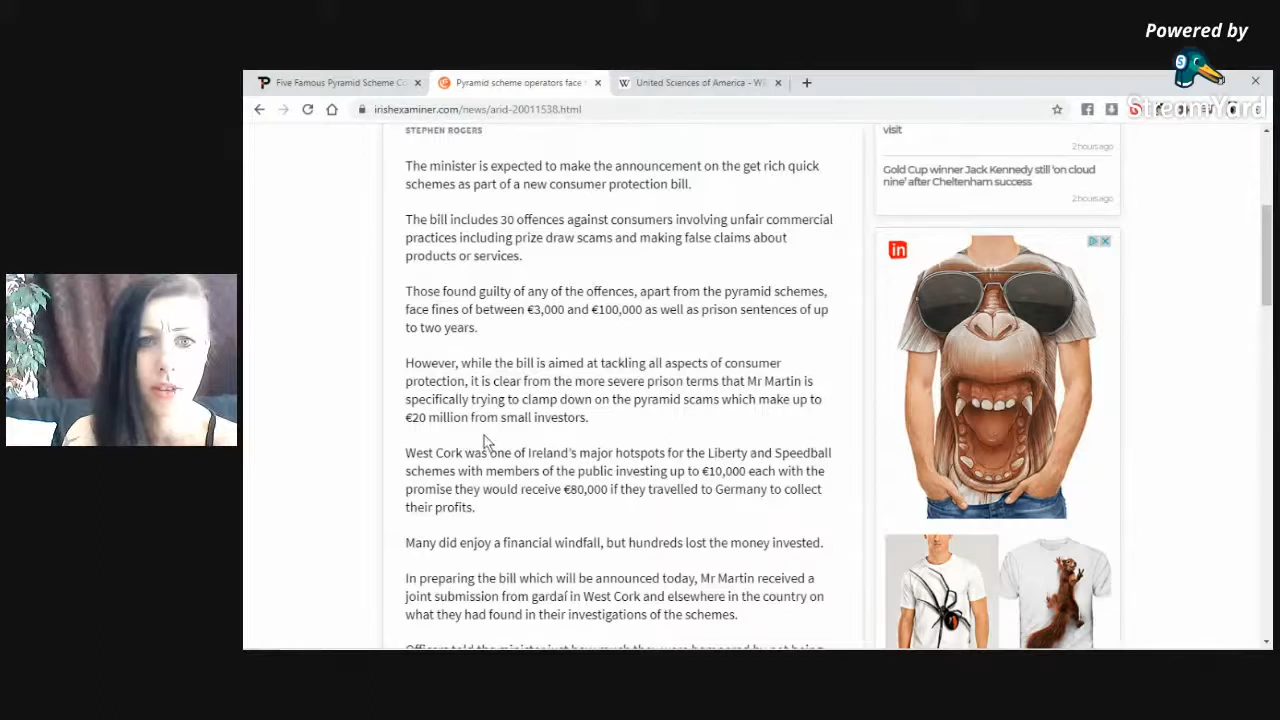 Powered by
StreamYard
Five Famous Pyramid Scheme C
Pyramid scheme operators face
United Sciences of America - Wi
irishexaminer.com/news/arid-20011538.html
STEPHEN ROGERS
The minister is expected to make the announcement on the get rich quick
schemes as part of a new consumer protection bill.
The bill includes 30 offences against consumers involving unfair commercial
practices including prize draw scams and making false claims about
products or services.
Those found guilty of any of the offences, apart from the pyramid schemes,
face fines of between €3,000 and €100,000 as well as prison sentences of up
to two years.
However, while the bill is aimed at tackling all aspects of consumer
protection, it is clear from the more severe prison terms that Mr Martin is
specifically trying to clamp down on the pyramid scams which make up to
€20 million from small investors.
West Cork was one of Ireland's major hotspots for the Liberty and Speedball
schemes with members of the public investing up to €10,000 each with the
promise they would receive €80,000 if they travelled to Germany to collect
their profits.
Many did enjoy a financial windfall, but hundreds lost the money invested.
In preparing the bill which will be announced today, Mr Martin received a
joint submission from gardaí in West Cork and elsewhere in the country on
what they had found in their investigations of the schemes.
visit
2 hours ago
Gold Cup winner Jack Kennedy still 'on cloud
nine' after Cheltenham success
2 hours ago
in